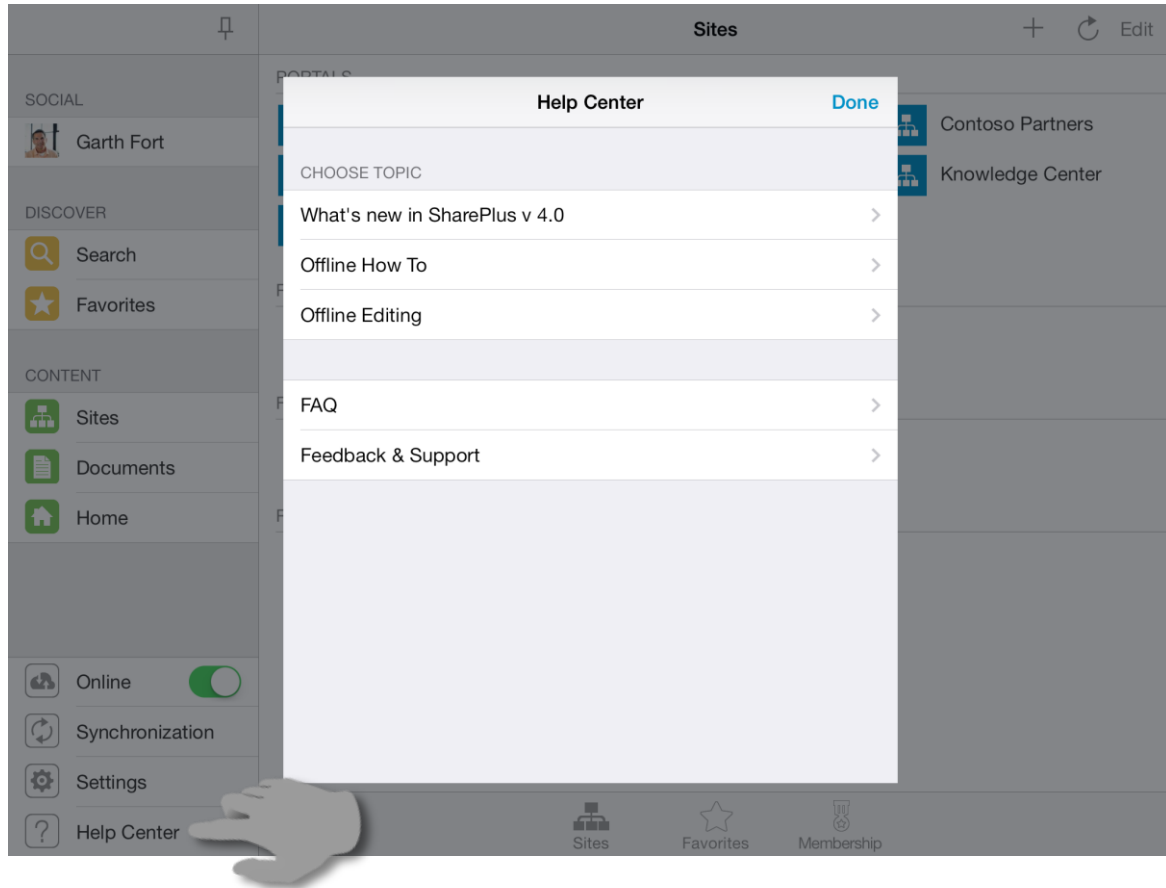 Sites
Edit
SOCIAL
Garth Fort
DISCOVER
Search
Favorites
CONTENT
Sites
Documents
Home
Online
Synchronization
Settings
Help Center
PORTALS
Contoso Partners
Knowledge Center
Help Center
Done
CHOOSE TOPIC
What's new in SharePlus v 4.0
Offline How To
Offline Editing
FAQ
Feedback & Support
Sites
Favorites
Membership